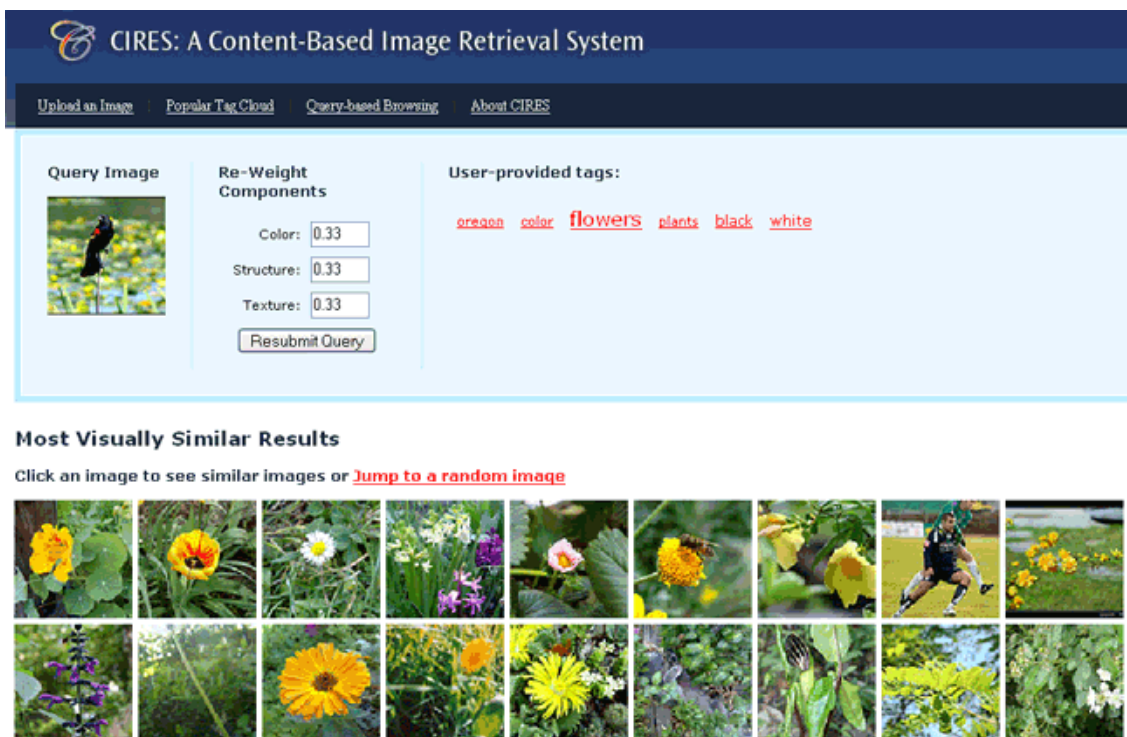 CIRES: A Content-Based Image Retrieval System
Upload an Image | Popular Tag Cloud | Query-based Browsing | About CIRES
Query Image
Re-Weight
Components
Color: 0.33
Structure: 0.33
Texture: 0.33
Resubmit Query
User-provided tags:
oregon color flowers plants black white
Most Visually Similar Results
Click an image to see similar images or Jump to a random image